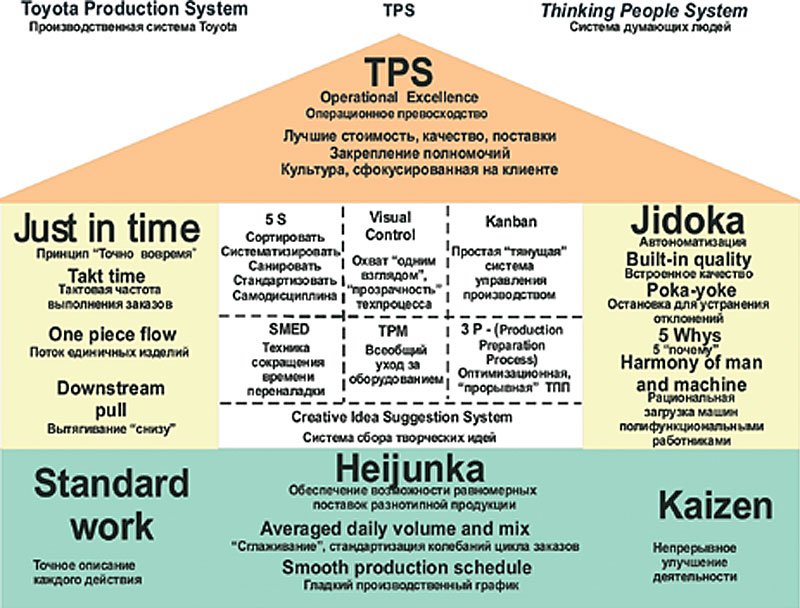 Toyota Production System
Производственная система Toyota
TPS
Thinking People System
Система думающих людей
TPS
Operational Excellence
Операционное превосходство
Лучшие стоимость, качество, поставки
Закрепление полномочий
Культура, сфокусированная на клиенте
Just in time
Принцип "Точно вовремя"
Takt time
Тактовая частота
выполнения заказов
One piece flow
Поток единичных изделий
Downstream
pull
Вытягивание "снизу"
5 S
Сортировать
Систематизировать
Санировать
Стандартизовать
Самодисциплина
Visual
Control
Охват "одним
взглядом",
"прозрачность"
техпроцесса
Kanban
Простая "тянущая"
система
управления
производством
SMED
Техника
сокращения
времени
переналадки
TPM
Всеобщий
уход за
оборудованием
3 P - (Production
Preparation
Process)
Оптимизационная,
"прорывная" ТПП
Creative Idea Suggestion System
Система сбора творческих идей
Jidoka
Автономатизация
Built-in quality
Встроенное качество
Poka-yoke
Остановка для устранения
отклонений
5 Whys
5 "почему"
Harmony of man
and machine
Рациональная
загрузка машин
полифункциональными
работниками
Standard
work
Точное описание
каждого действия
Heijunka
Обеспечение возможности равномерных
поставок разнотипной продукции
Averaged daily volume and mix
"Сглаживание", стандартизация колебаний цикла заказов
Smooth production schedule
Гладкий производственный график
Kaizen
Непрерывное
улучшение
деятельности